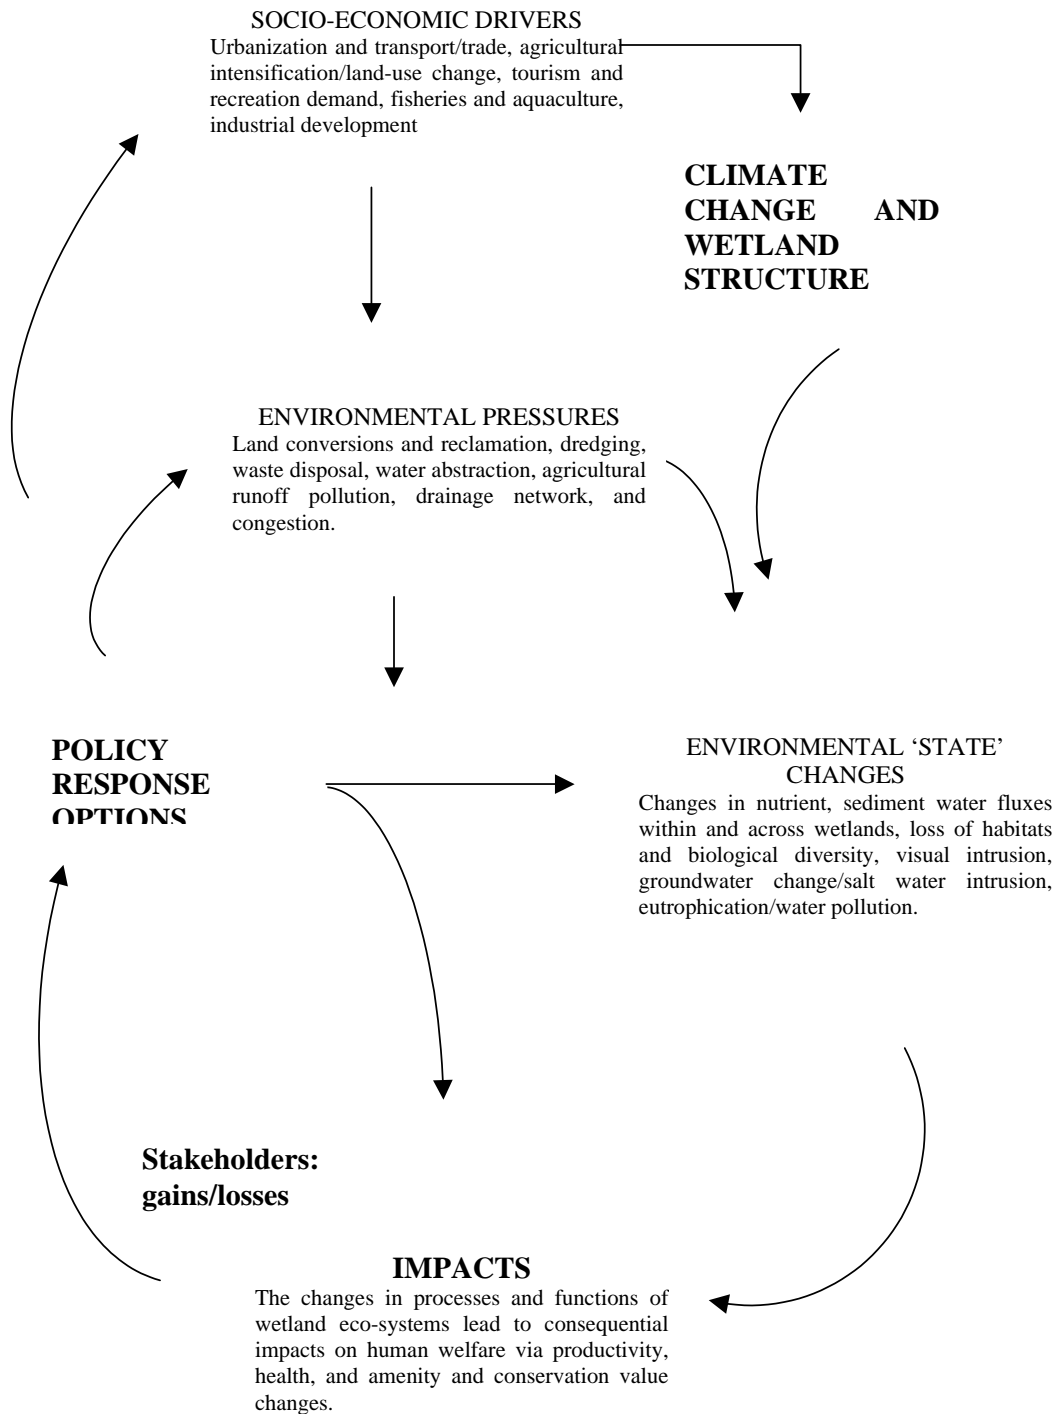 SOCIO-ECONOMIC DRIVERS
Urbanization and transport/trade, agricultural
intensification/land-use change, tourism and
recreation demand, fisheries and aquaculture,
industrial development
CLIMATE
CHANGE AND
WETLAND
STRUCTURE
ENVIRONMENTAL PRESSURES
Land conversions and reclamation, dredging,
waste disposal, water abstraction, agricultural
runoff pollution, drainage network, and
congestion.
POLICY
RESPONSE
OPTIONS
ENVIRONMENTAL ‘STATE’
CHANGES
Changes in nutrient, sediment water fluxes
within and across wetlands, loss of habitats
and biological diversity, visual intrusion,
groundwater change/salt water intrusion,
eutrophication/water pollution.
Stakeholders:
gains/losses
IMPACTS
The changes in processes and functions of
wetland eco-systems lead to consequential
impacts on human welfare via productivity,
health, and amenity and conservation value
changes.